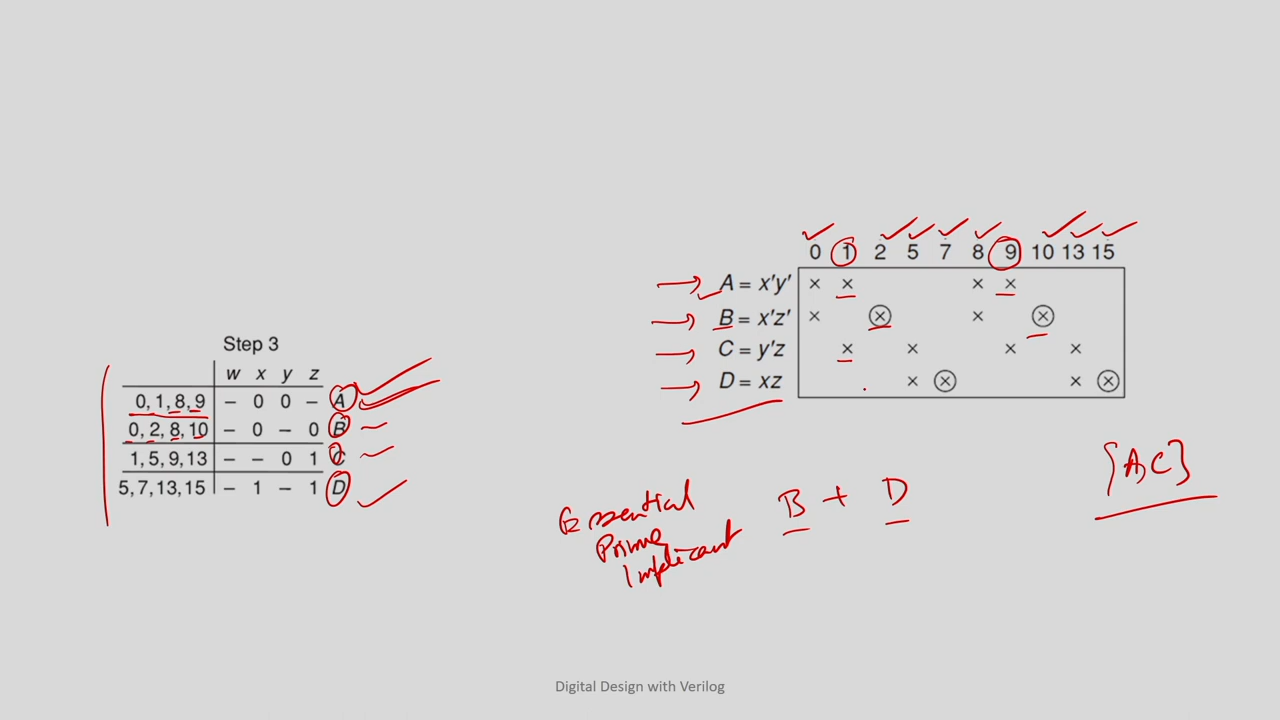 Step 3
w x y z
0, 1, 8, 9 – 0 0 – A
0, 2, 8, 10 – 0 – 0 B
1, 5, 9, 13 – – 0 1 C
5, 7, 13, 15 – 1 – 1 D
0 1 2 5 7 8 9 10 13 15
A = x'y' × × × ×
B = x'z' × ⊗ × ⊗
C = y'z × × × ×
D = xz × ⊗ × ⊗
{A, C}
Essential
Prime
Implicant
B + D
Digital Design with Verilog